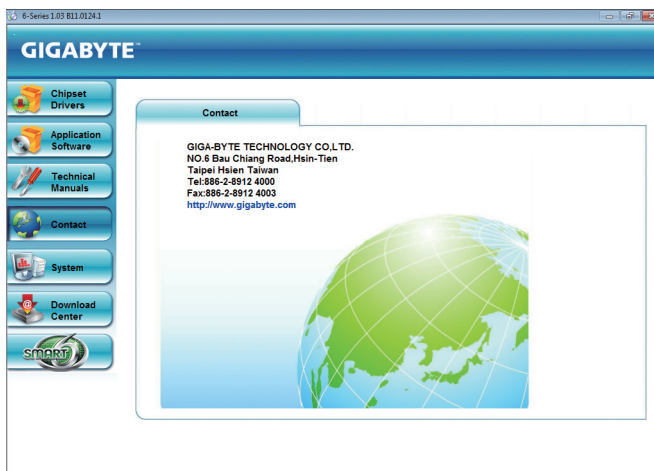 6-Series 1.03 B11.0124.1
GIGABYTE™
Chipset
Drivers
Application
Software
Technical
Manuals
Contact
System
Download
Center
SMART 6
Contact
GIGA-BYTE TECHNOLOGY CO,LTD.
NO.6 Bau Chiang Road,Hsin-Tien
Taipei Hsien Taiwan
Tel:886-2-8912 4000
Fax:886-2-8912 4003
http://www.gigabyte.com